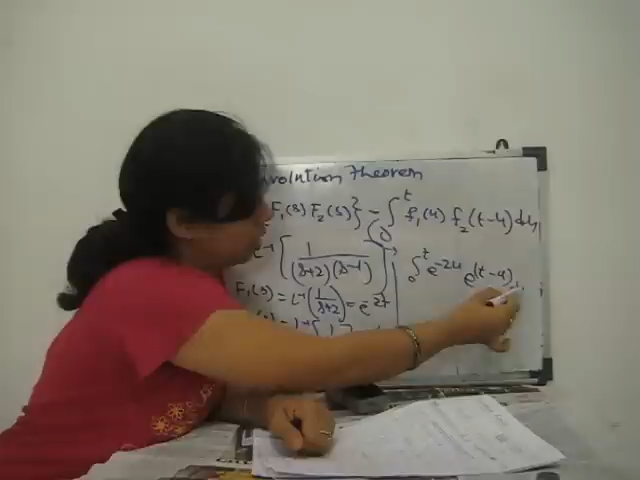 volution Theorem
F₁(s) F₂(s)} = ∫₀ᵗ f₁(u) f₂(t-u) du
L⁻¹ [1/((s+2)(s-1))]
∫₀ᵗ e⁻²ᵘ e⁽ᵗ⁻ᵘ⁾
F₁(s) = L⁻¹(1/(s+2)) = e⁻²ᵗ